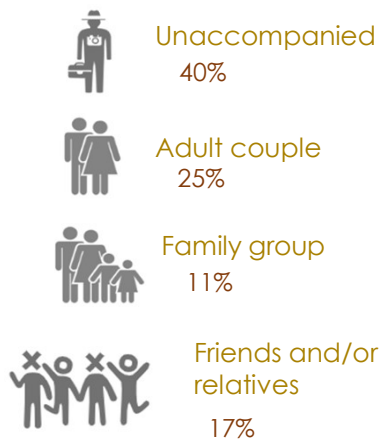 Unaccompanied
40%
Adult couple
25%
Family group
11%
Friends and/or
relatives
17%